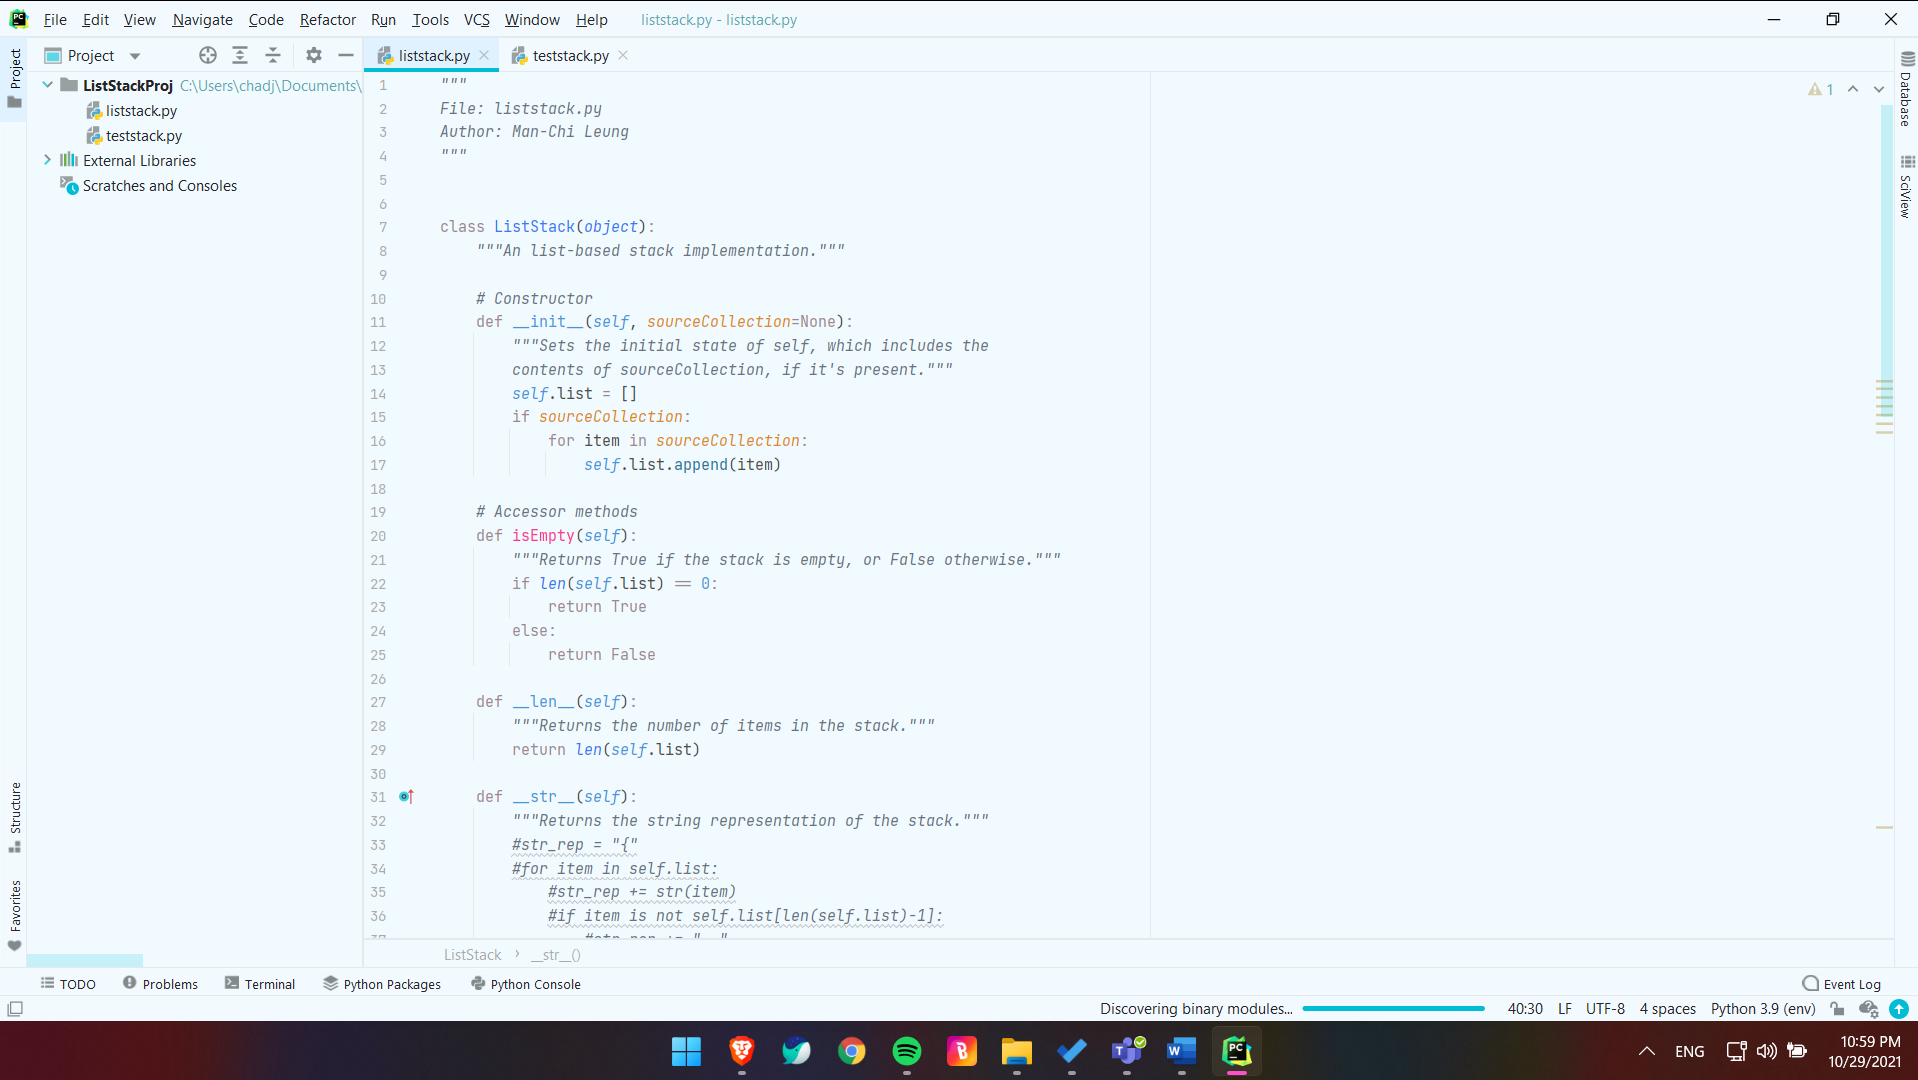 PC File Edit View Navigate Code Refactor Run Tools VCS Window Help liststack.py - liststack.py
Project
Project
liststack.py
teststack.py
ListStackProj C:\Users\chadj\Documents\
liststack.py
teststack.py
External Libraries
Scratches and Consoles
1 """
2 File: liststack.py
3 Author: Man-Chi Leung
4 """
5
6
7 class ListStack(object):
8 """An list-based stack implementation."""
9
10 # Constructor
11 def __init__(self, sourceCollection=None):
12 """Sets the initial state of self, which includes the
13 contents of sourceCollection, if it's present."""
14 self.list = []
15 if sourceCollection:
16 for item in sourceCollection:
17 self.list.append(item)
18
19 # Accessor methods
20 def isEmpty(self):
21 """Returns True if the stack is empty, or False otherwise."""
22 if len(self.list) == 0:
23 return True
24 else:
25 return False
26
27 def __len__(self):
28 """Returns the number of items in the stack."""
29 return len(self.list)
30
31 def __str__(self):
32 """Returns the string representation of the stack."""
33 #str_rep = "{"
34 #for item in self.list:
35 #str_rep += str(item)
36 #if item is not self.list[len(self.list)-1]:
1
Database
SciView
Structure
Favorites
ListStack › __str__()
TODO Problems Terminal Python Packages Python Console Event Log
Discovering binary modules... 40:30 LF UTF-8 4 spaces Python 3.9 (env)
ENG
10:59 PM
10/29/2021